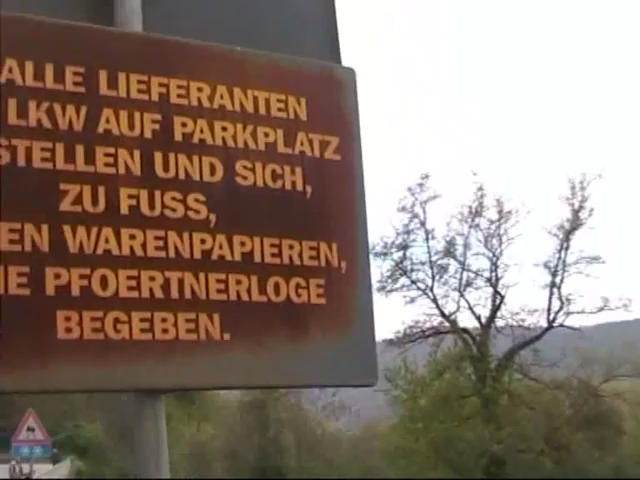 ALLE LIEFERANTEN
LKW AUF PARKPLATZ
STELLEN UND SICH,
ZU FUSS,
EN WARENPAPIEREN,
IE PFOERTNERLOGE
BEGEBEN.